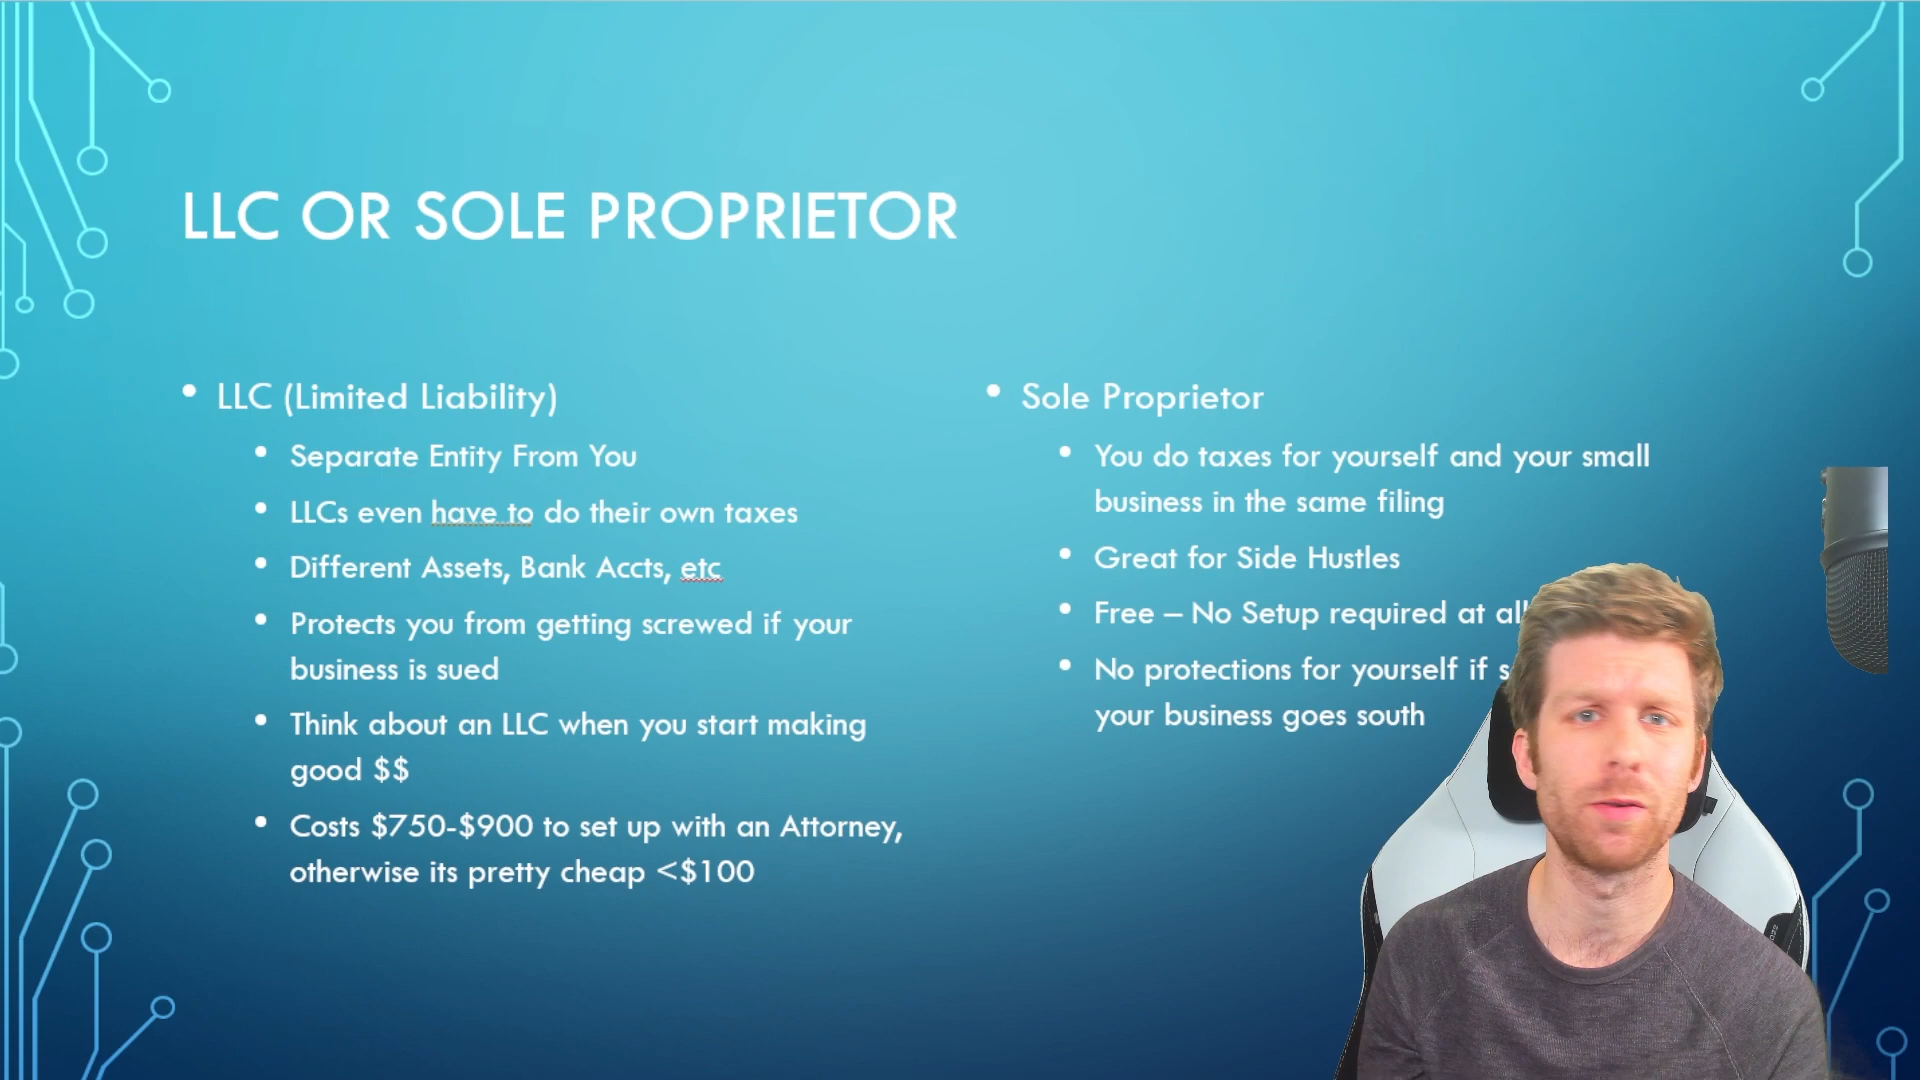 LLC OR SOLE PROPRIETOR
• LLC (Limited Liability)
• Separate Entity From You
• LLCs even have to do their own taxes
• Different Assets, Bank Accts, etc
• Protects you from getting screwed if your
business is sued
• Think about an LLC when you start making
good $$
• Costs $750-$900 to set up with an Attorney,
otherwise its pretty cheap <$100
• Sole Proprietor
• You do taxes for yourself and your small
business in the same filing
• Great for Side Hustles
• Free – No Setup required at all
• No protections for yourself if
your business goes south